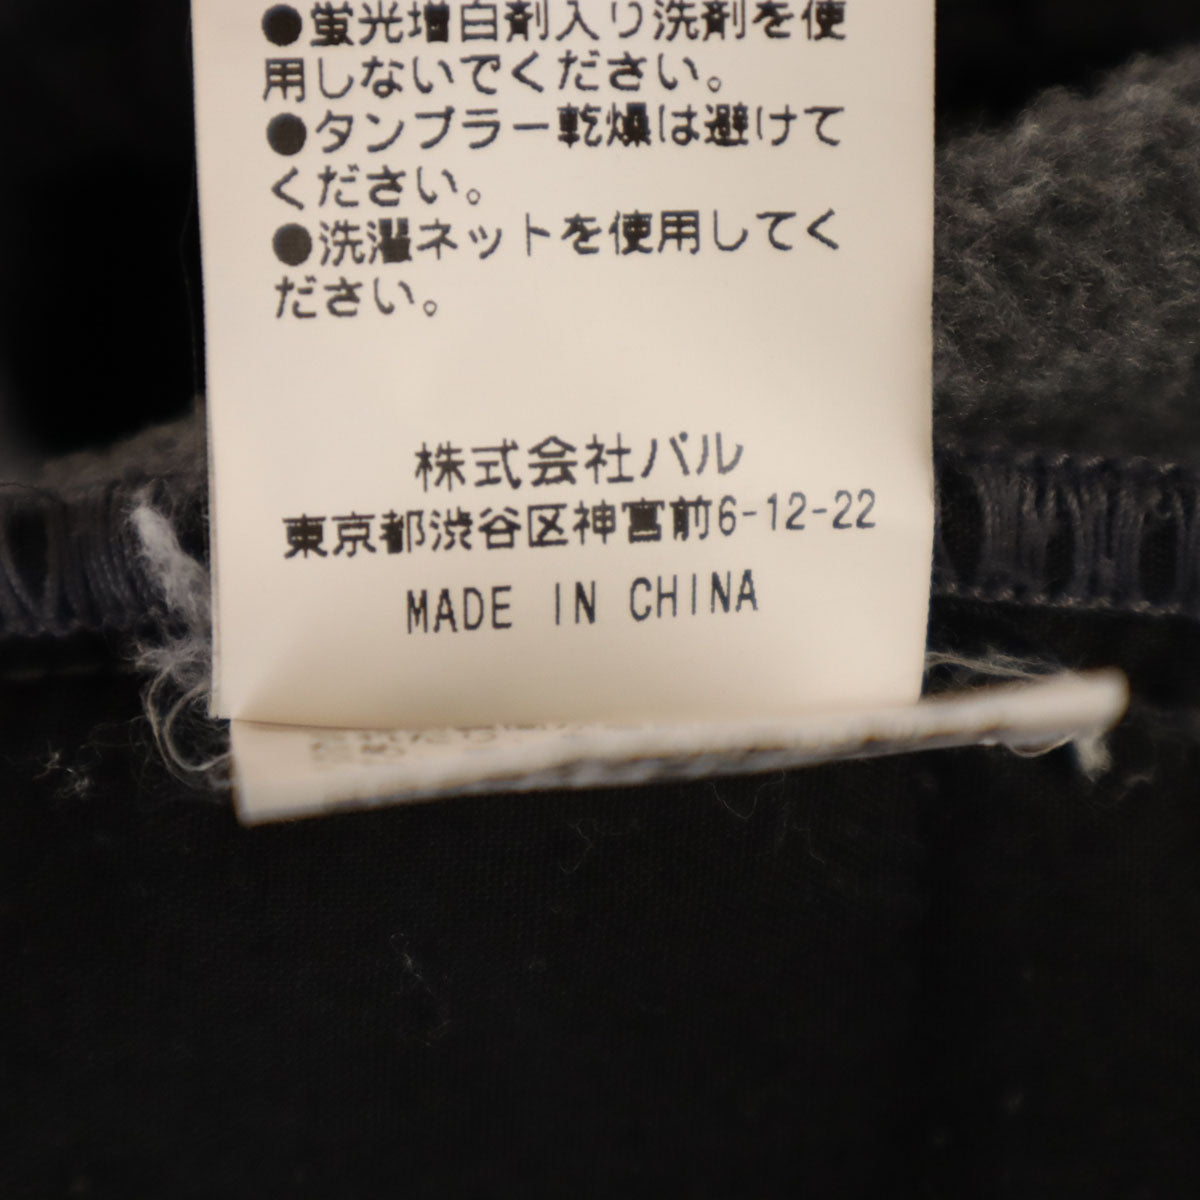 ●蛍光増白剤入り洗剤を使
用しないでください。
●タンブラー乾燥は避けて
ください。
●洗濯ネットを使用してく
ださい。
株式会社パル
東京都渋谷区神宮前6-12-22
MADE IN CHINA